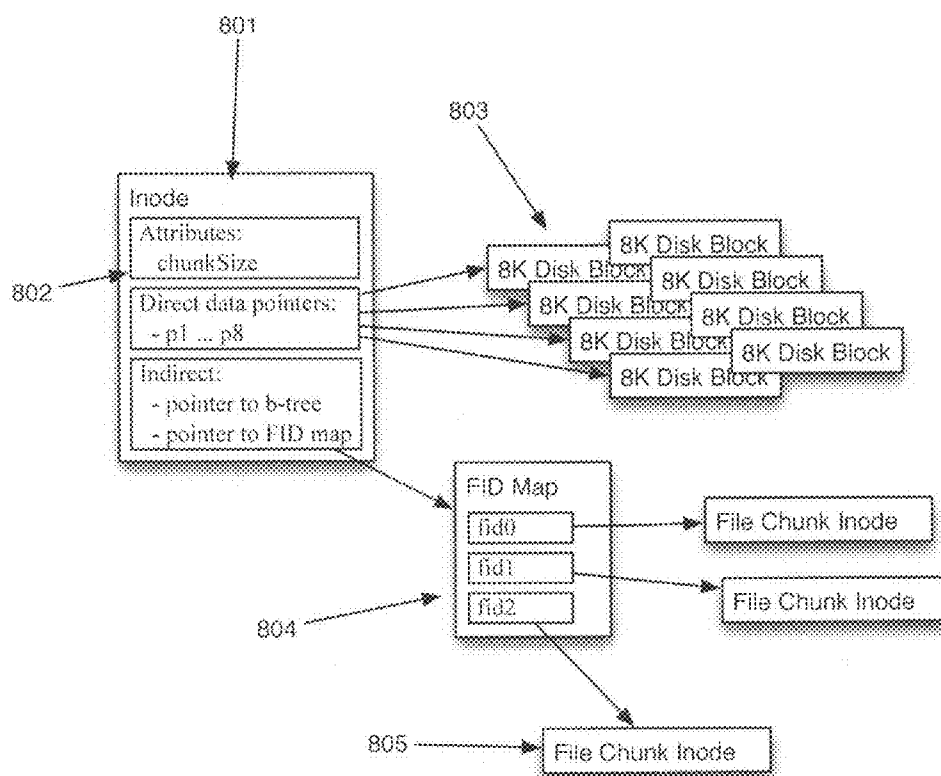 801
803
Inode
Attributes:
chunkSize
802
Direct data pointers:
- p1 ... p8
Indirect:
- pointer to b-tree
- pointer to FID map
8K Disk Block
8K Disk Block
8K Disk Block
8K Disk Block
8K Disk Block
8K Disk Block
8K Disk Block
8K Disk Block
FID Map
fid0
fid1
fid2
804
File Chunk Inode
File Chunk Inode
805
File Chunk Inode